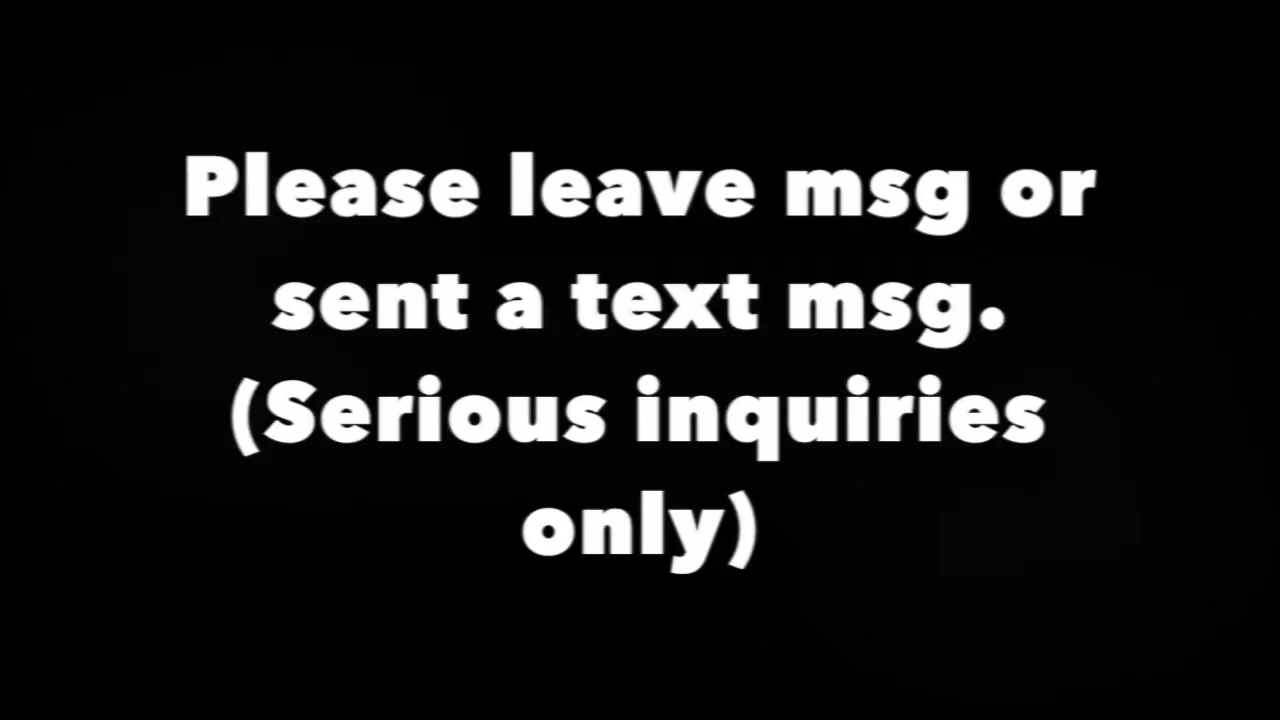 Please leave msg or
sent a text msg.
(Serious inquiries
only)